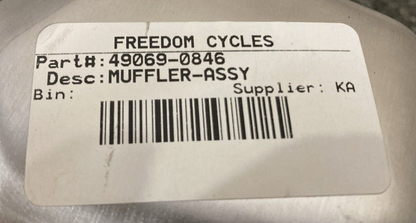 FREEDOM CYCLES
Part#:49069-0846
Desc:MUFFLER-ASSY
Bin: Supplier: KA